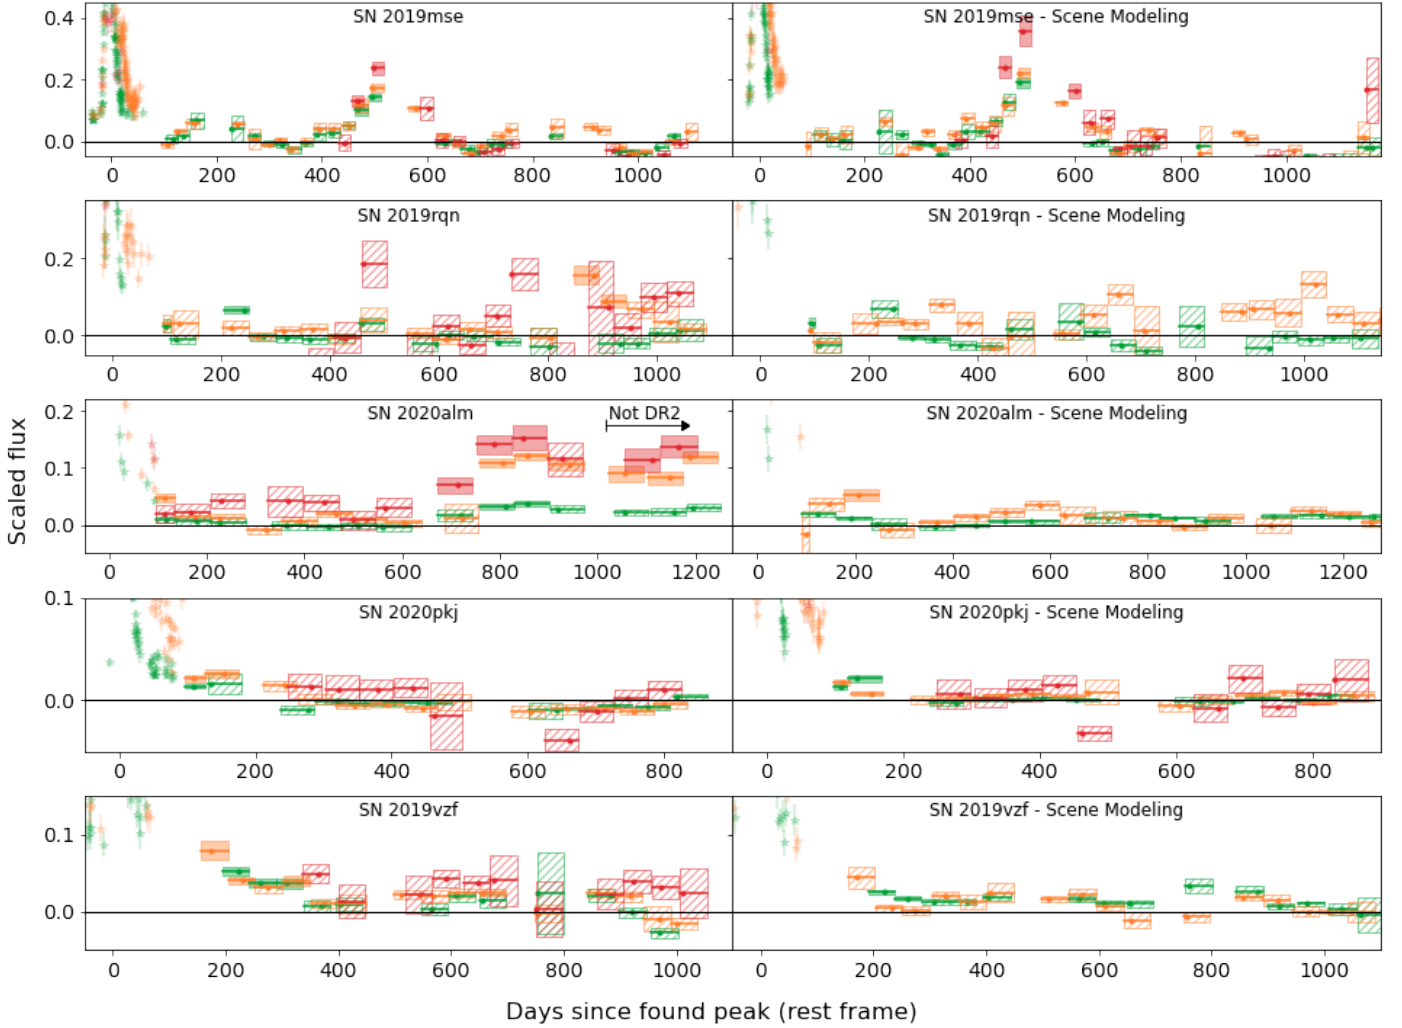 SN 2019mse
SN 2019mse - Scene Modeling
0.4
0.2
0.0
0 200 400 600 800 1000
0 200 400 600 800 1000
SN 2019rqn
SN 2019rqn - Scene Modeling
0.2
0.0
0 200 400 600 800 1000
0 200 400 600 800 1000
SN 2020alm
Not DR2
SN 2020alm - Scene Modeling
0.2
0.1
0.0
0 200 400 600 800 1000 1200
0 200 400 600 800 1000 1200
SN 2020pkj
SN 2020pkj - Scene Modeling
0.1
0.0
0 200 400 600 800
0 200 400 600 800
SN 2019vzf
SN 2019vzf - Scene Modeling
0.1
0.0
0 200 400 600 800 1000
0 200 400 600 800 1000
Scaled flux
Days since found peak (rest frame)